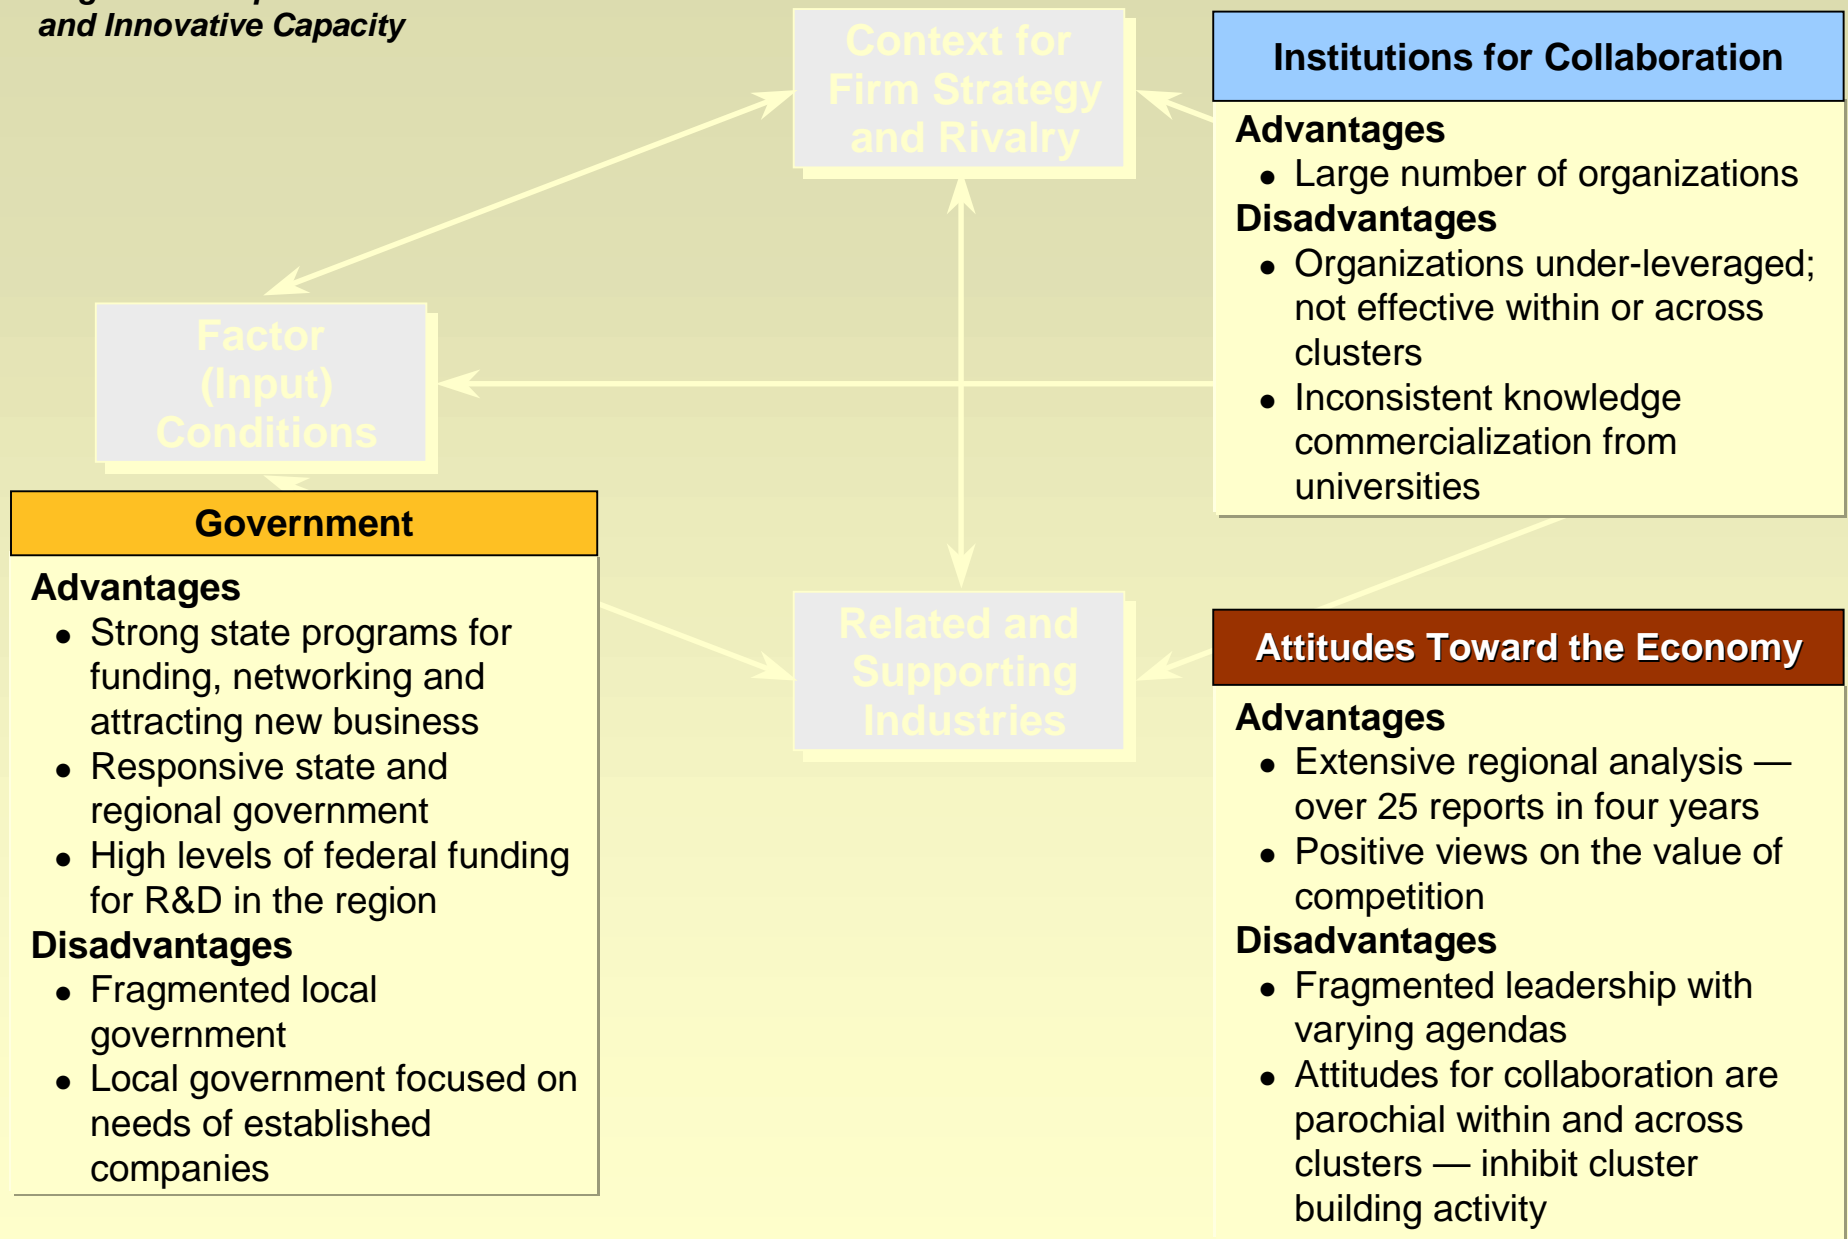 and Innovative Capacity
Context for
Firm Strategy
and Rivalry
Institutions for Collaboration
Advantages
● Large number of organizations
Disadvantages
● Organizations under-leveraged;
not effective within or across
clusters
● Inconsistent knowledge
commercialization from
universities
Factor
(Input)
Conditions
Government
Advantages
● Strong state programs for
funding, networking and
attracting new business
● Responsive state and
regional government
● High levels of federal funding
for R&D in the region
Disadvantages
● Fragmented local
government
● Local government focused on
needs of established
companies
Related and
Supporting
Industries
Attitudes Toward the Economy
Advantages
● Extensive regional analysis —
over 25 reports in four years
● Positive views on the value of
competition
Disadvantages
● Fragmented leadership with
varying agendas
● Attitudes for collaboration are
parochial within and across
clusters — inhibit cluster
building activity